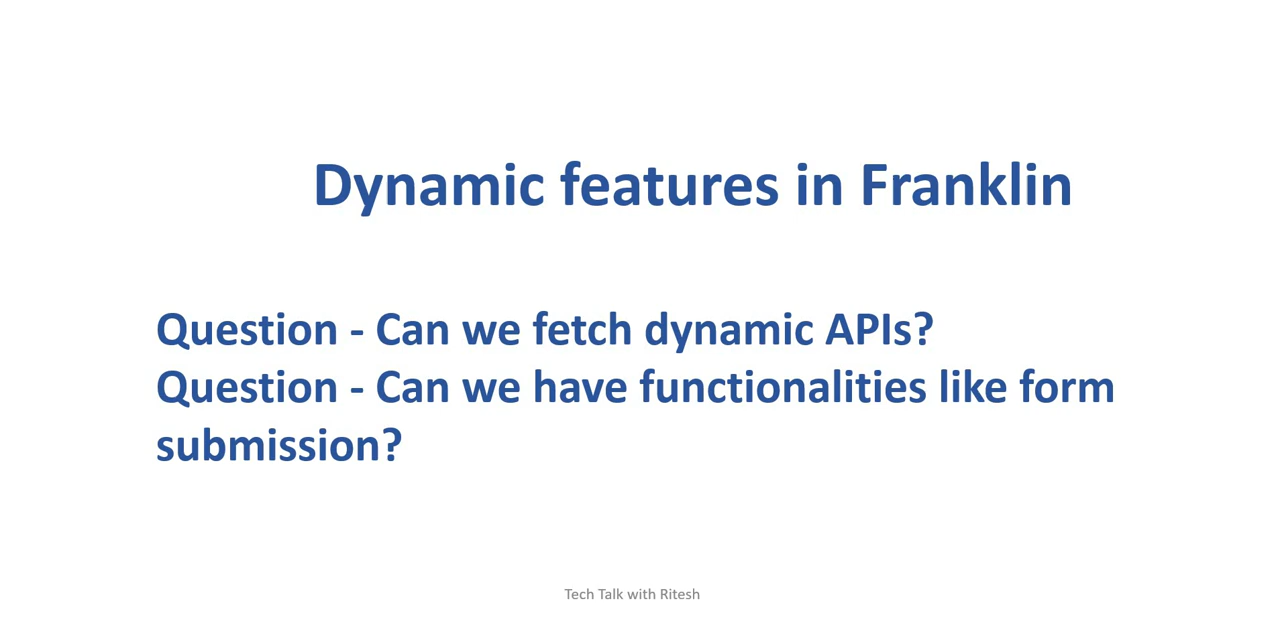 Dynamic features in Franklin
Question - Can we fetch dynamic APIs?
Question - Can we have functionalities like form
submission?
Tech Talk with Ritesh